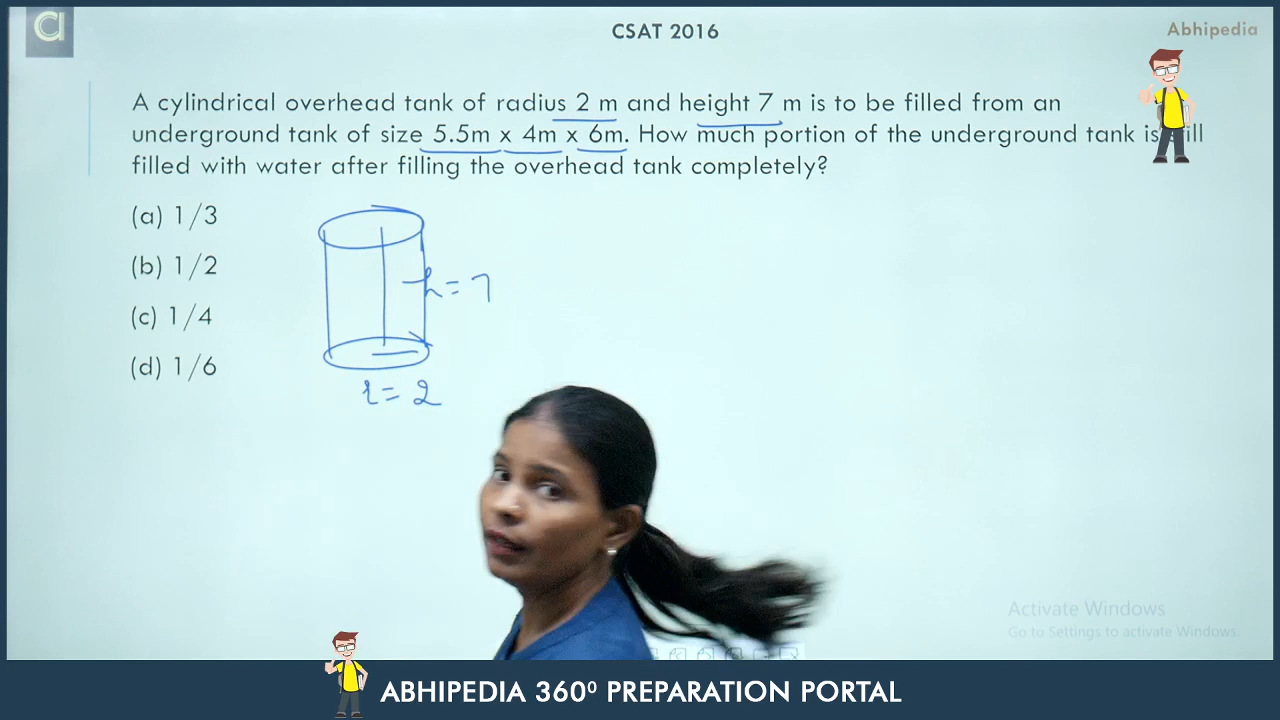 CSAT 2016
Abhipedia
A cylindrical overhead tank of radius 2 m and height 7 m is to be filled from an
underground tank of size 5.5m x 4m x 6m. How much portion of the underground tank is
filled with water after filling the overhead tank completely?
(a) 1/3
(b) 1/2
(c) 1/4
(d) 1/6
h = 7
r = 2
Activate Windows
Go to Settings to activate Windows.
ABHIPEDIA 360⁰ PREPARATION PORTAL